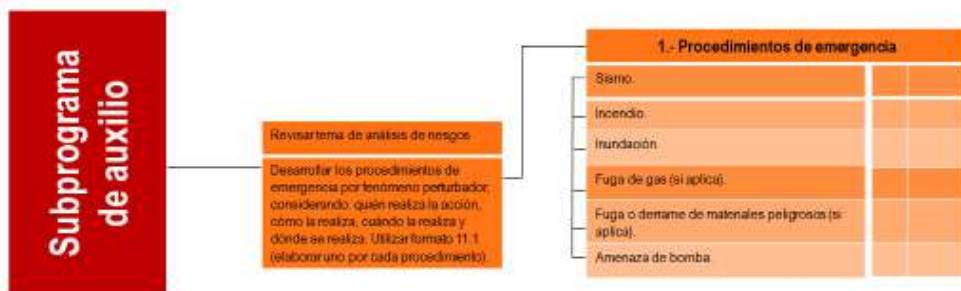 Subprograma
de auxilio
Revisar tema de análisis de riesgos
Desarrollar los procedimientos de
emergencia por fenómeno perturbador,
considerando: quién realiza la acción,
cómo la realiza, cuándo la realiza y
dónde se realiza. Utilizar formato 11.1
(elaborar uno por cada procedimiento).
1.- Procedimientos de emergencia
Sismo.
Incendio.
Inundación.
Fuga de gas (si aplica).
Fuga o derrame de materiales peligrosos (si
aplica).
Amenaza de bomba.